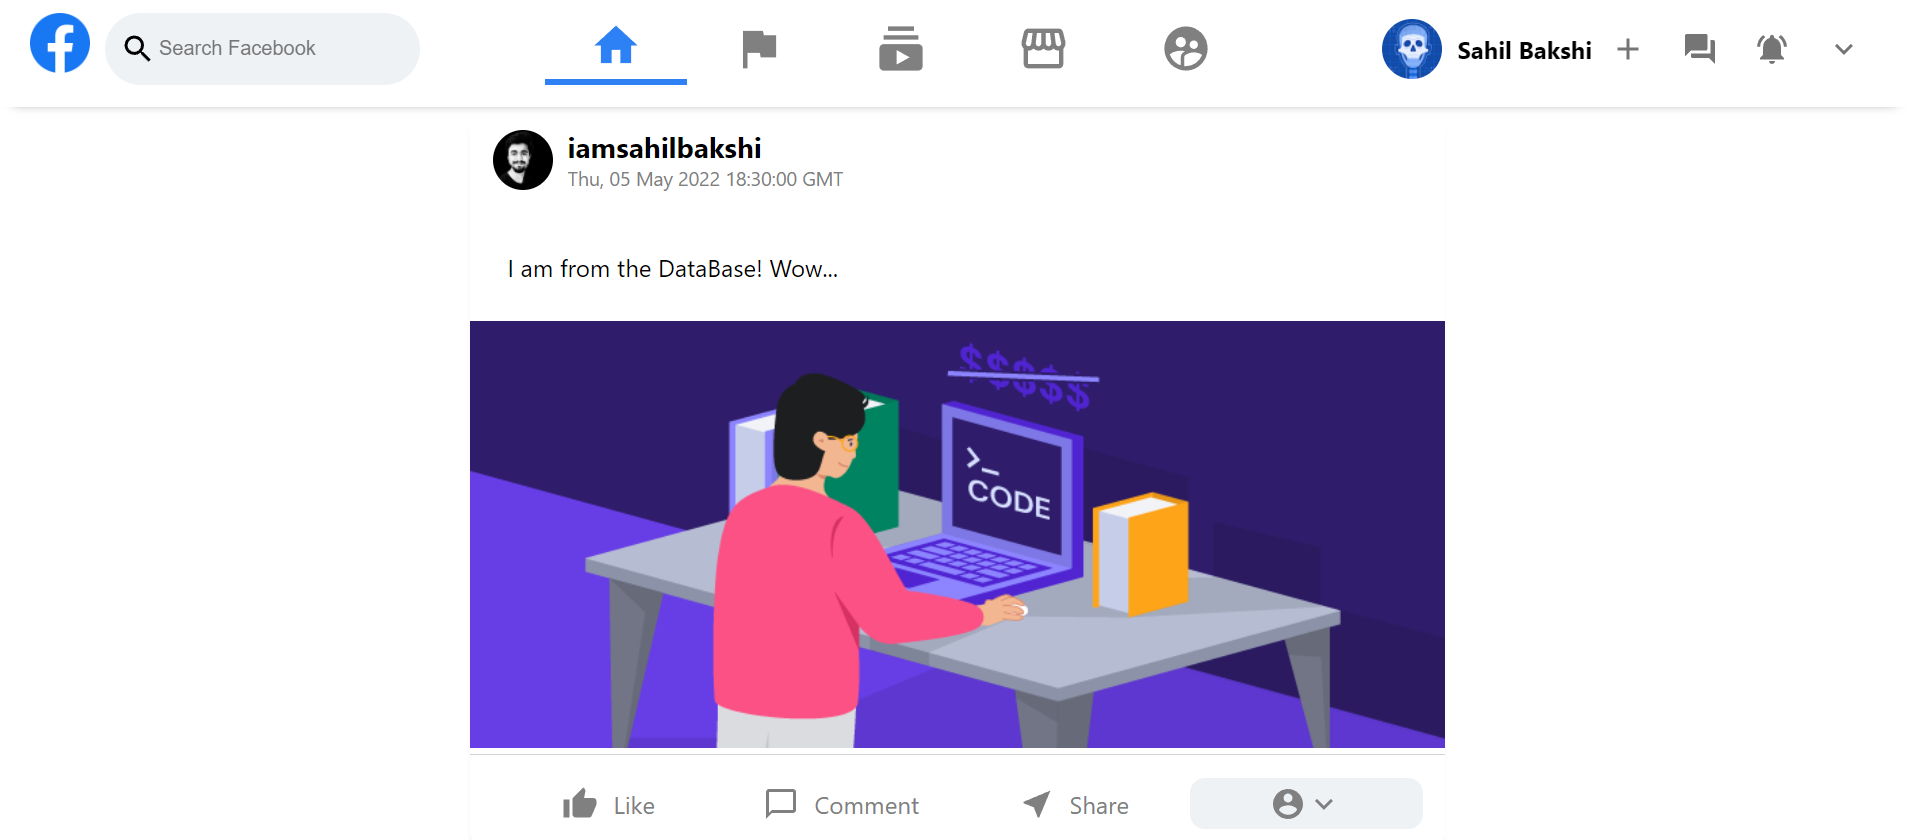 Search Facebook
Sahil Bakshi
iamsahilbakshi
Thu, 05 May 2022 18:30:00 GMT
I am from the DataBase! Wow...
$$$$$
>_
CODE
Like
Comment
Share